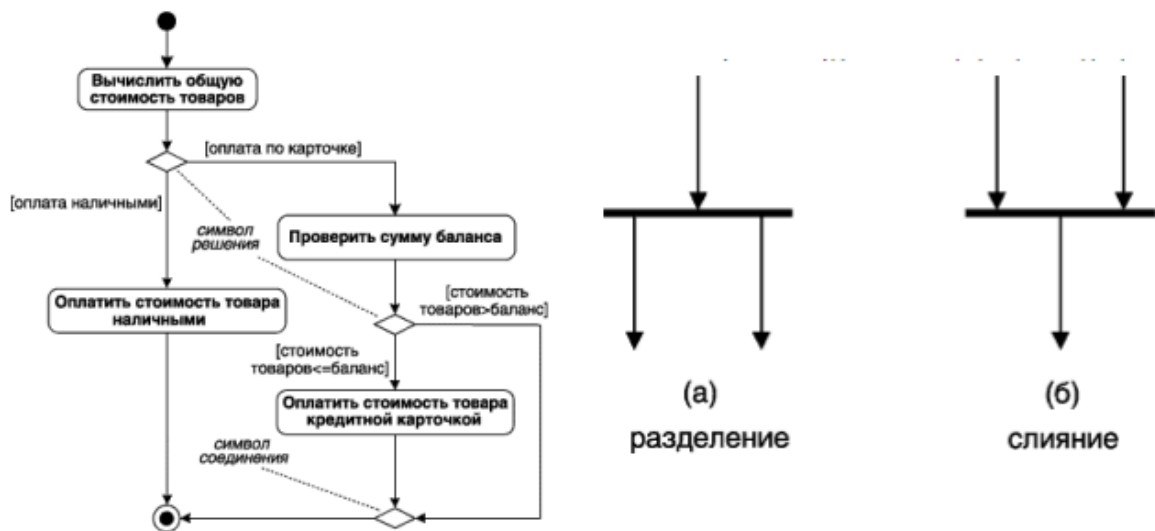 Вычислить общую
стоимость товаров
[оплата по карточке]
[оплата наличными]
символ
решения
Проверить сумму баланса
[стоимость
товаров>баланс]
Оплатить стоимость товара
наличными
[стоимость
товаров<=баланс]
Оплатить стоимость товара
кредитной карточкой
символ
соединения
(а)
разделение
(б)
слияние